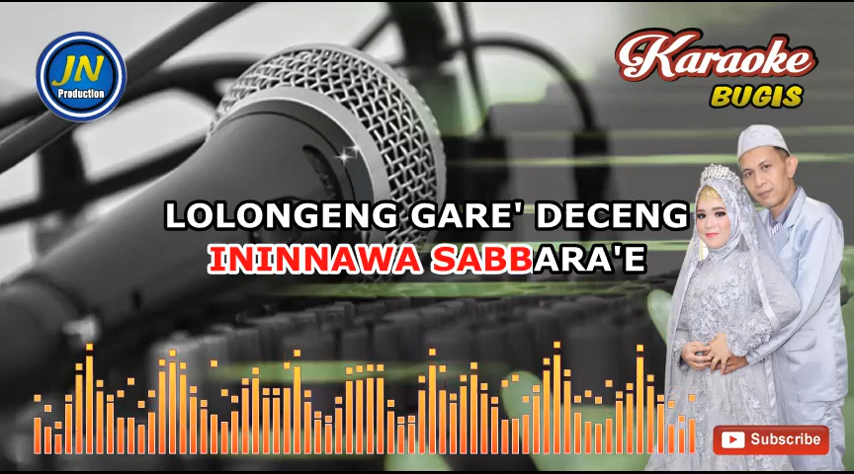 JN
Production
Karaoke
BUGIS
LOLONGENG GARE' DECENG
ININNAWA SABBARA'E
Subscribe